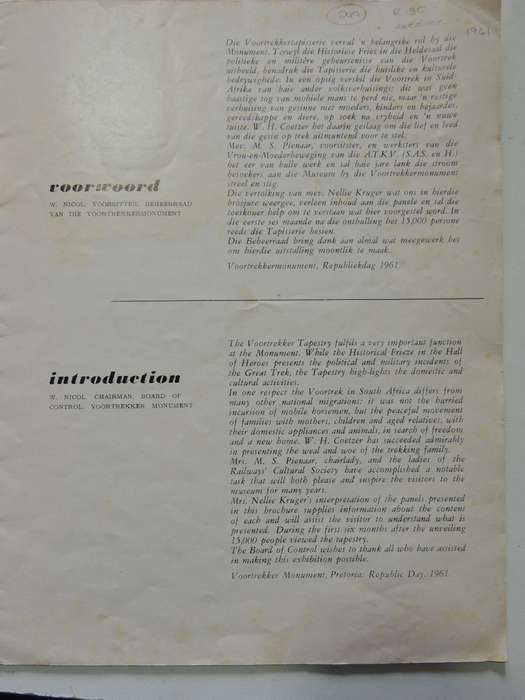 R 30
1961
voorwoord
W. NICOL, VOORSITTER, BEHEERRAAD
VAN DIE VOORTREKKERMONUMENT
Die Voortrekkertapisserie vervul 'n belangrike rol by die
Monument. Terwyl die Historiese Fries in die Heldesaal die
politieke en militêre gebeurtenisse van die Voortrek
uitbeeld, benadruk die Tapisserie die huislike en kulturele
bedrywighede. In een opsig verskil die Voortrek in Suid-
Afrika van baie ander volksverhuisings; dit was geen
haastige tog van mobiele mans te perd nie, maar 'n rustige
verhuising van gesinne met moeders, kinders en bejaardes,
gereedskappe en diere, op soek na vryheid en 'n nuwe
tuiste. W. H. Coetzer het daarin geslaag om die lief en leed
van die gesin op trek uitmuntend voor te stel.
Mev. M. S. Pienaar, voorsitster, en werksters van die
Vrou-en-Moederbeweging van die A.T.K.V. (S.A.S. en H.)
het eer van hulle werk en sal baie jare lank die stroom
besoekers aan die Museum by die Voortrekkermonument
streel en stig.
Die vertolking van mev. Nellie Kruger wat ons in hierdie
brosjure weergee, verleen inhoud aan die panele en sal die
toeskouer help om te verstaan wat hier voorgestel word. In
die eerste ses maande na die onthulling het 15,000 persone
reeds die Tapisserie besien.
Die Beheerraad bring dank aan almal wat meegewerk het
om hierdie uitstalling moontlik te maak.
Voortrekkermonument, Republiekdag 1961.
introduction
W. NICOL, CHAIRMAN, BOARD OF
CONTROL, VOORTREKKER MONUMENT
The Voortrekker Tapestry fulfils a very important function
at the Monument. While the Historical Frieze in the Hall
of Heroes presents the political and military incidents of
the Great Trek, the Tapestry high-lights the domestic and
cultural activities.
In one respect the Voortrek in South Africa differs from
many other national migrations: it was not the hurried
incursion of mobile horsemen, but the peaceful movement
of families with mothers, children and aged relatives, with
their domestic appliances and animals, in search of freedom
and a new home. W. H. Coetzer has succeeded admirably
in presenting the weal and woe of the trekking family.
Mrs. M. S. Pienaar, chairlady, and the ladies of the
Railways' Cultural Society have accomplished a notable
task that will both please and inspire the visitors to the
museum for many years.
Mrs. Nellie Kruger's interpretation of the panels presented
in this brochure supplies information about the content
of each and will assist the visitor to understand what is
presented. During the first six months after the unveiling
15,000 people viewed the tapestry.
The Board of Control wishes to thank all who have assisted
in making this exhibition possible.
Voortrekker Monument, Pretoria: Republic Day, 1961.